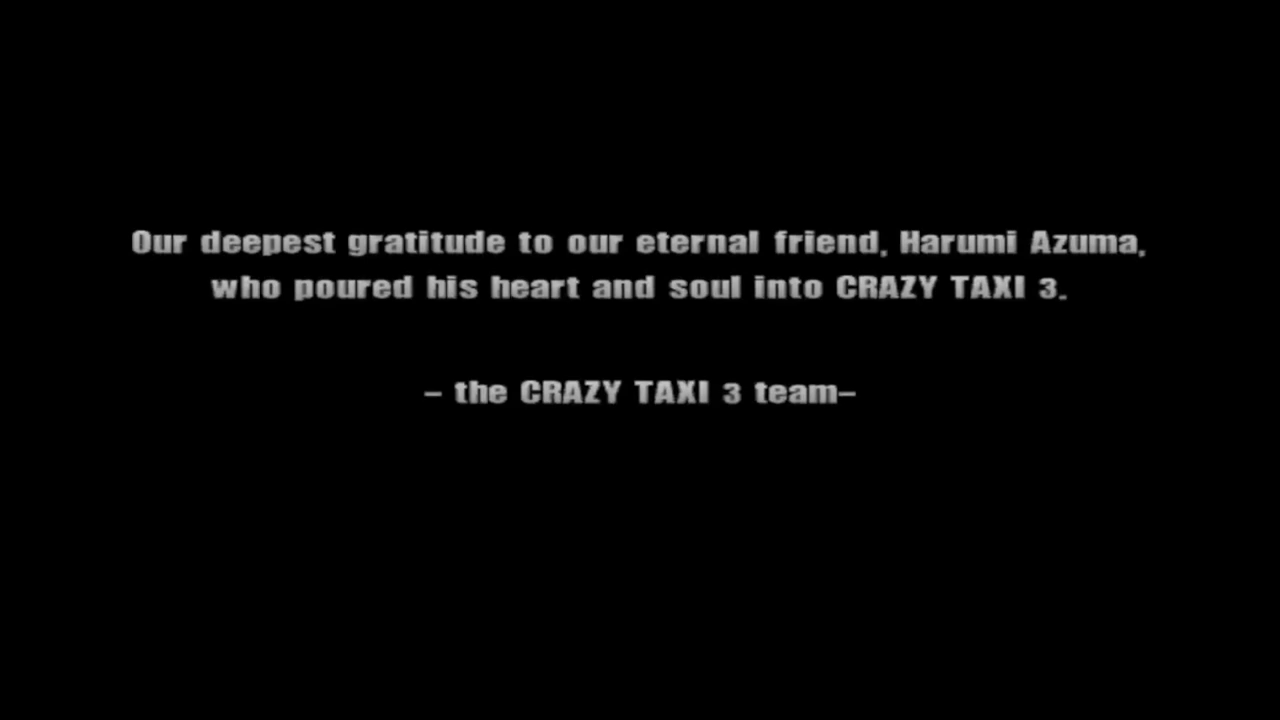 Our deepest gratitude to our eternal friend, Harumi Azuma,
who poured his heart and soul into CRAZY TAXI 3.
- the CRAZY TAXI 3 team-